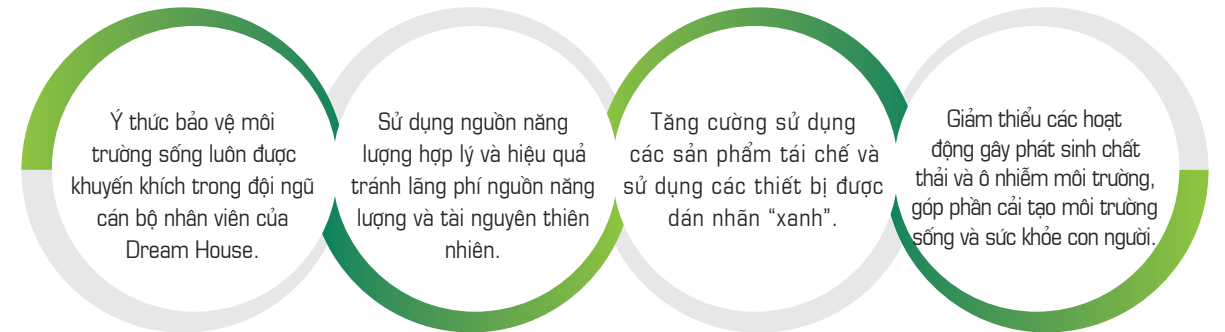 Ý thức bảo vệ môi
trường sống luôn được
khuyến khích trong đội ngũ
cán bộ nhân viên của
Dream House.
Sử dụng nguồn năng
lượng hợp lý và hiệu quả
tránh lãng phí nguồn năng
lượng và tài nguyên thiên
nhiên.
Tăng cường sử dụng
các sản phẩm tái chế và
sử dụng các thiết bị được
dán nhãn “xanh”.
Giảm thiểu các hoạt
động gây phát sinh chất
thải và ô nhiễm môi trường,
góp phần cải tạo môi trường
sống và sức khỏe con người.